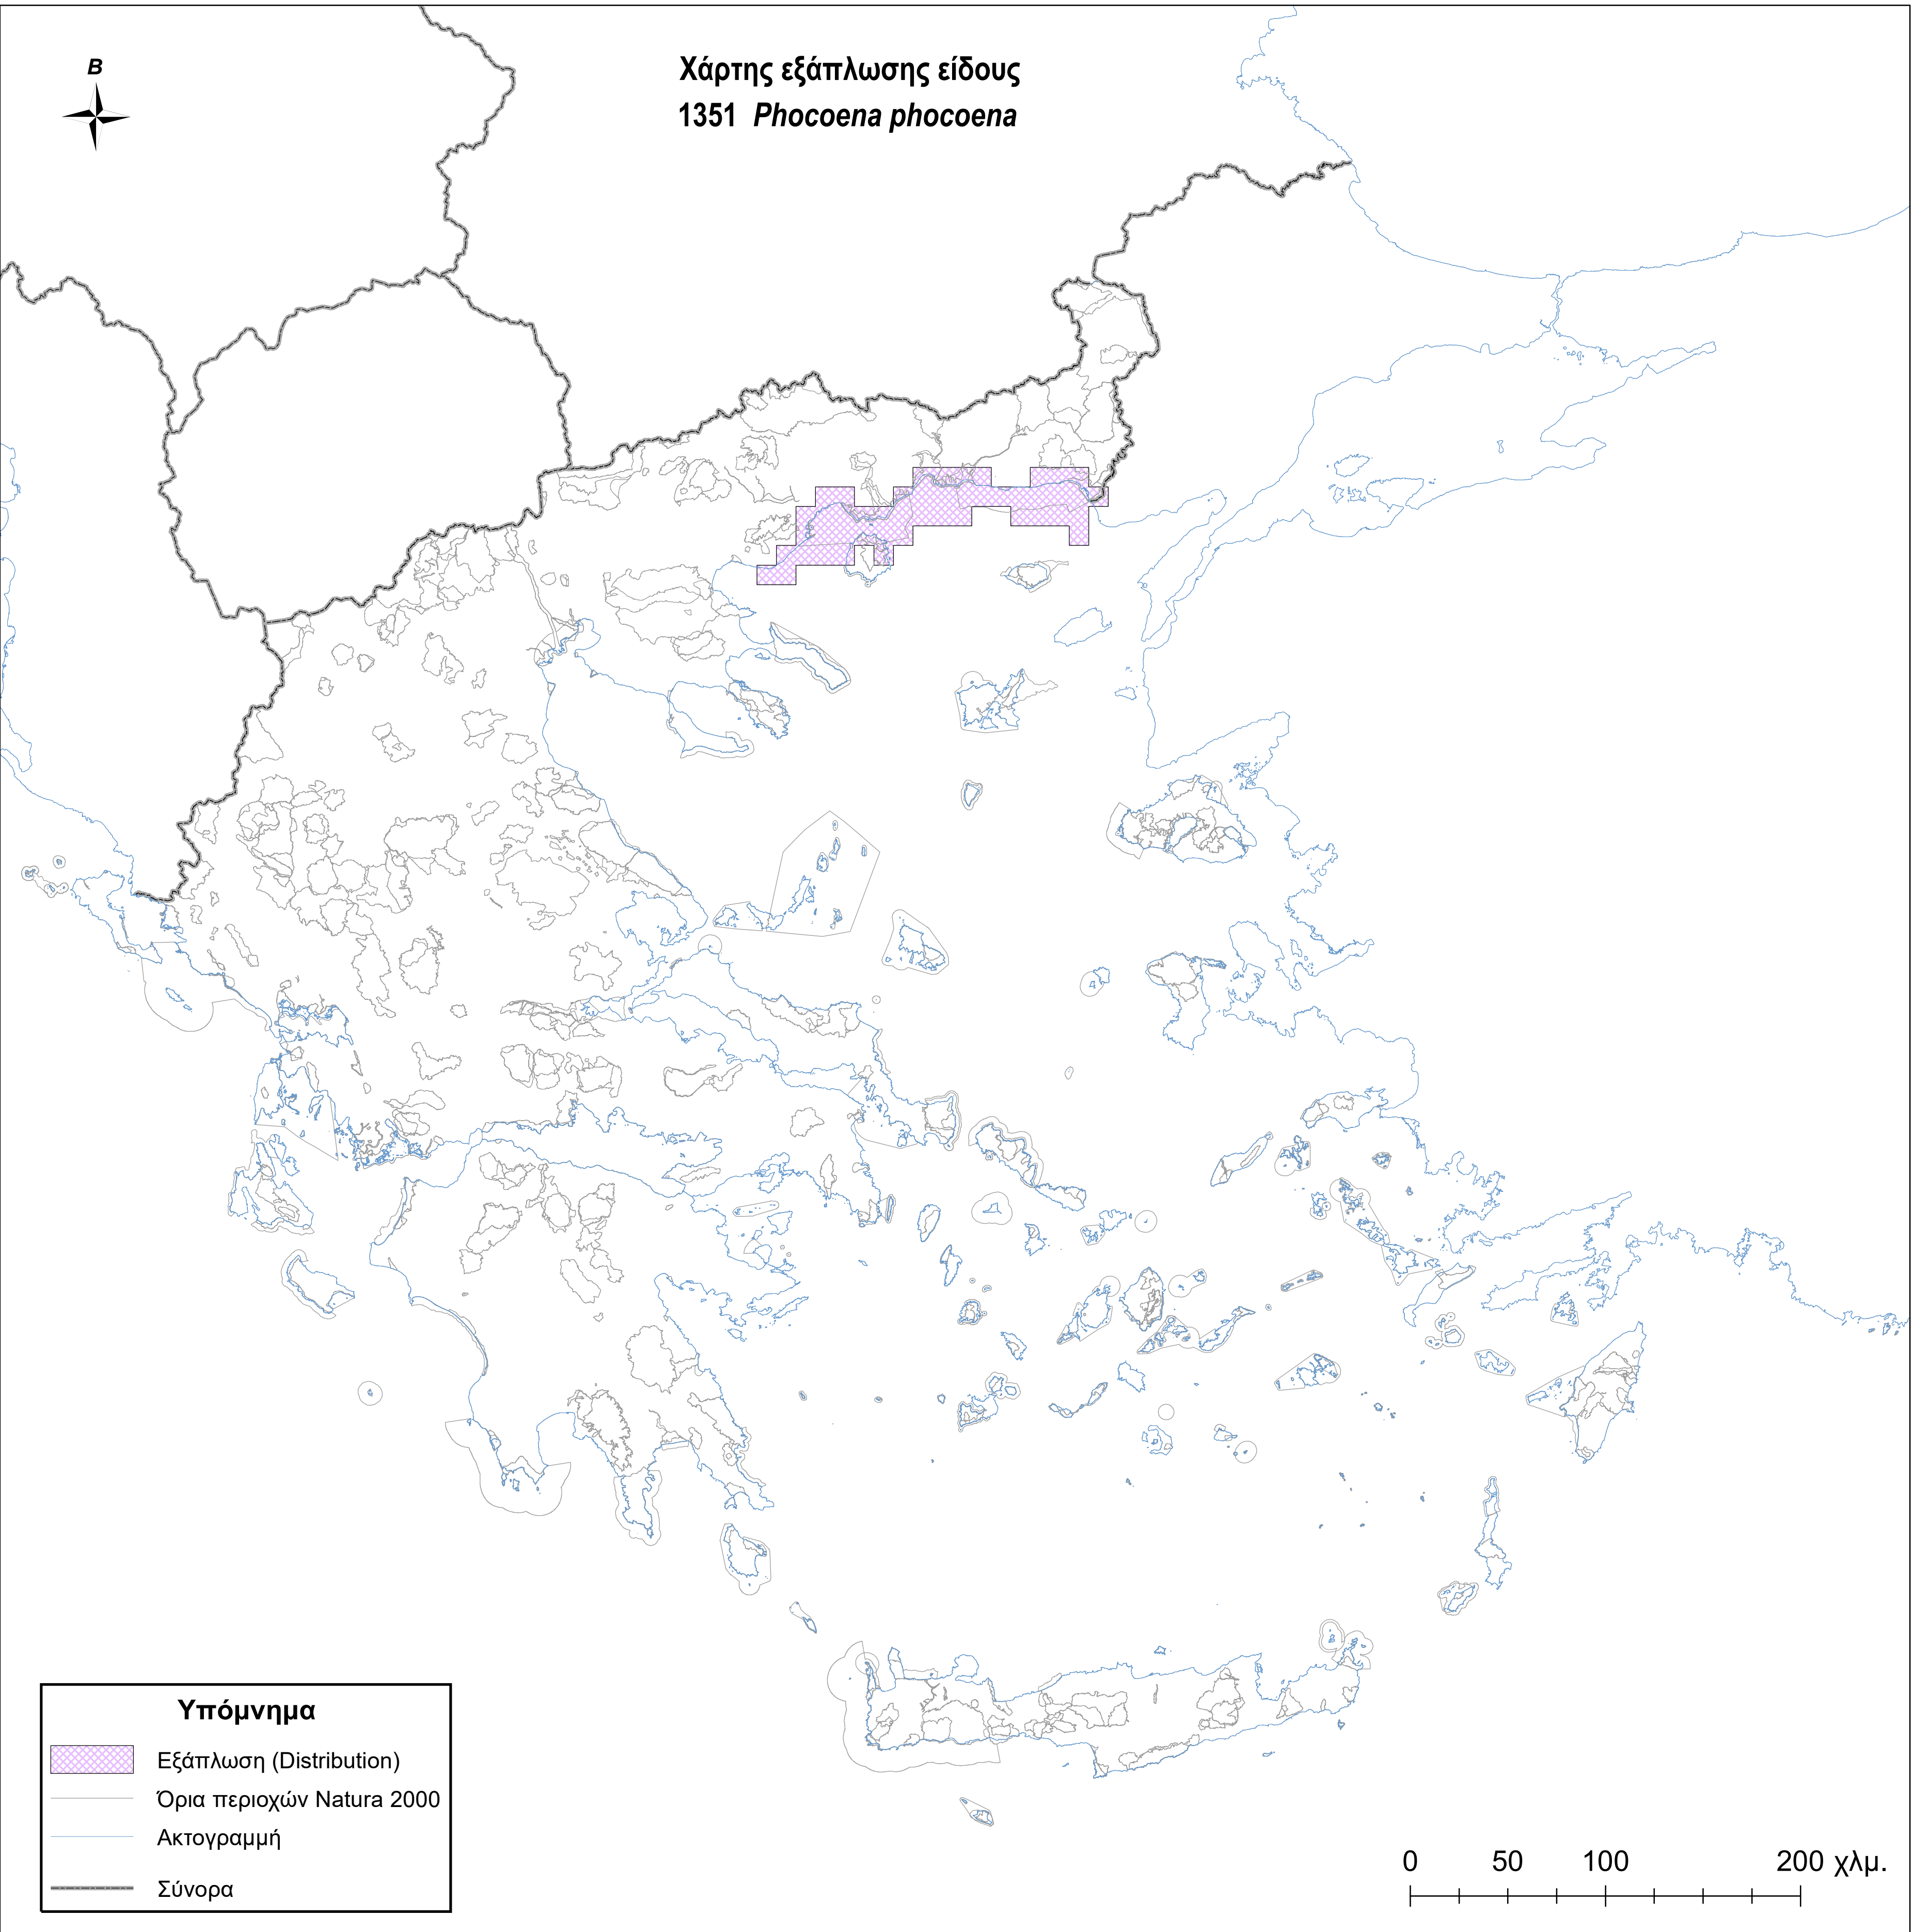 Χάρτης εξάπλωσης είδους
1351 Phocoena phocoena
Β
Υπόμνημα
Εξάπλωση (Distribution)
Όρια περιοχών Natura 2000
Ακτογραμμή
Σύνορα
0 50 100 200 χλμ.